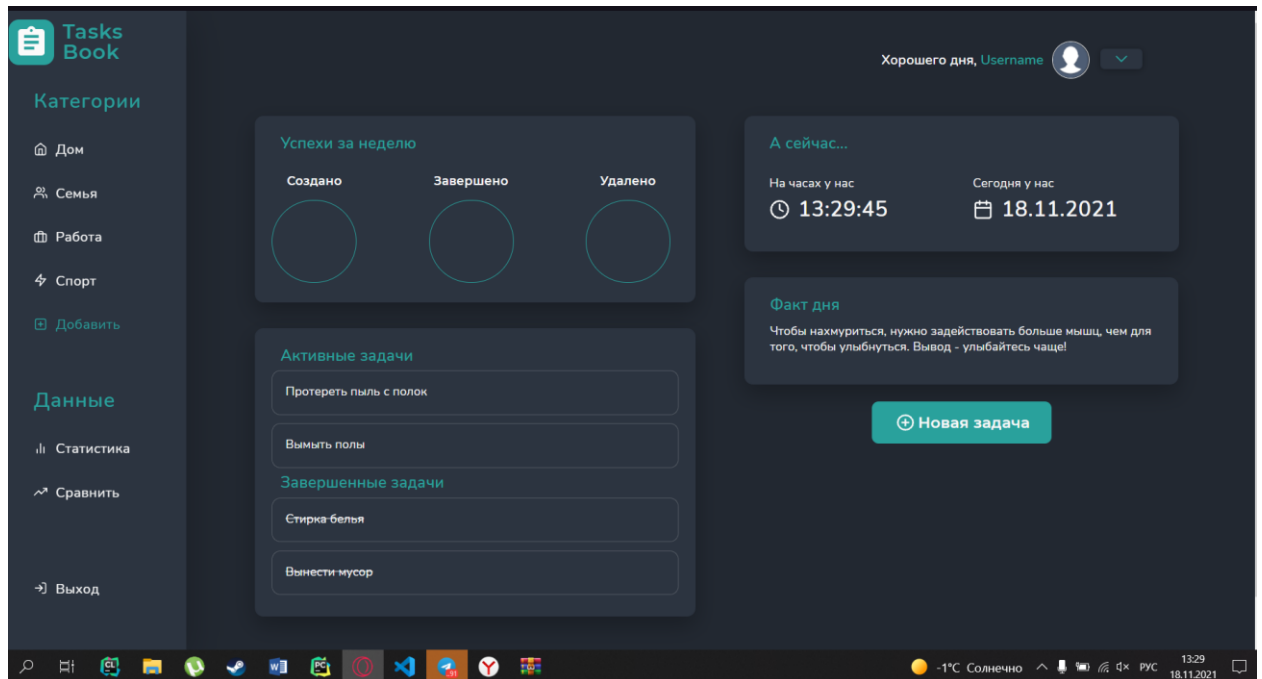 Tasks
Book
Хорошего дня, Username
Категории
Дом
Семья
Работа
Спорт
Добавить
Данные
Статистика
Сравнить
Выход
Успехи за неделю
Создано Завершено Удалено
Активные задачи
Протереть пыль с полок
Вымыть полы
Завершенные задачи
Стирка белья
Вынести мусор
А сейчас...
На часах у нас Сегодня у нас
13:29:45 18.11.2021
Факт дня
Чтобы нахмуриться, нужно задействовать больше мышц, чем для
того, чтобы улыбнуться. Вывод - улыбайтесь чаще!
Новая задача
-1°C Солнечно РУС 13:29
18.11.2021